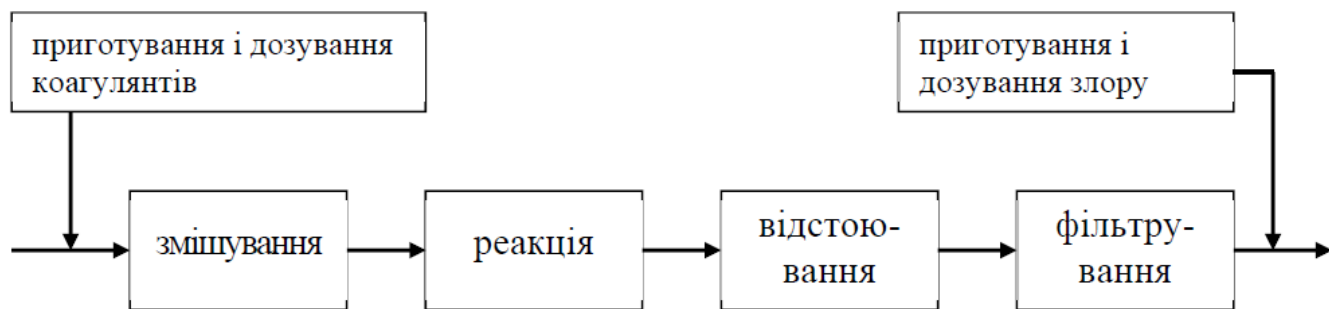 приготування і дозування
коагулянтів
приготування і
дозування злору
змішування
реакція
відстою-
вання
фільтру-
вання